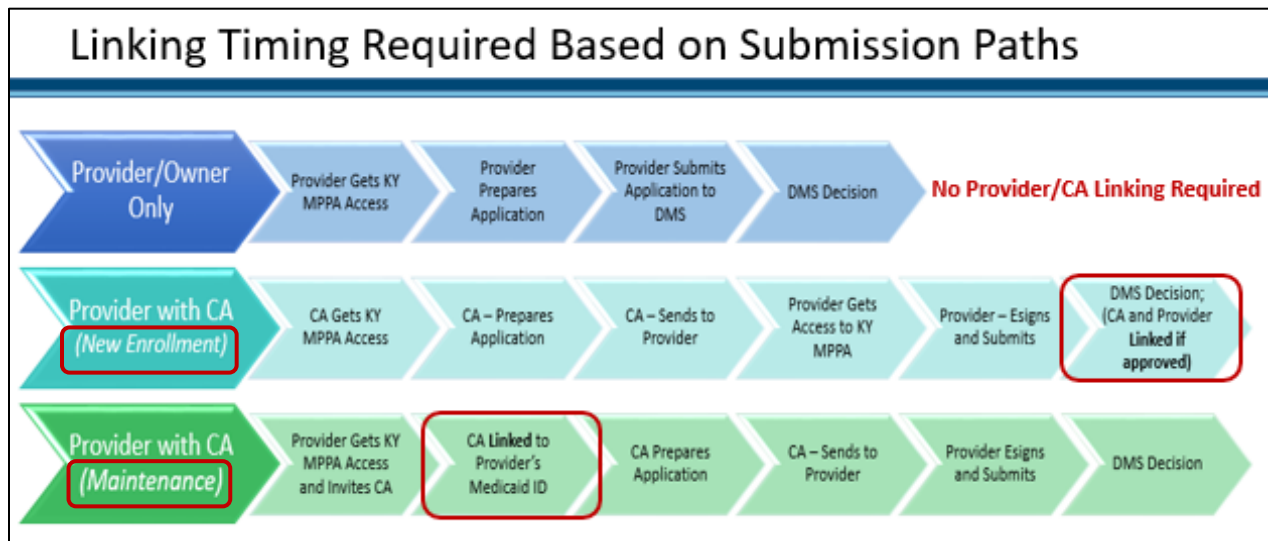 Linking Timing Required Based on Submission Paths
Provider/Owner
Only
Provider Gets KY
MPPA Access
Provider
Prepares
Application
Provider Submits
Application to
DMS
DMS Decision
No Provider/CA Linking Required
Provider with CA
(New Enrollment)
CA Gets KY
MPPA Access
CA – Prepares
Application
CA – Sends to
Provider
Provider Gets
Access to KY
MPPA
Provider – Esigns
and Submits
DMS Decision;
(CA and Provider
Linked if
approved)
Provider with CA
(Maintenance)
Provider Gets KY
MPPA Access
and Invites CA
CA Linked to
Provider's
Medicaid ID
CA Prepares
Application
CA – Sends to
Provider
Provider Esigns
and Submits
DMS Decision